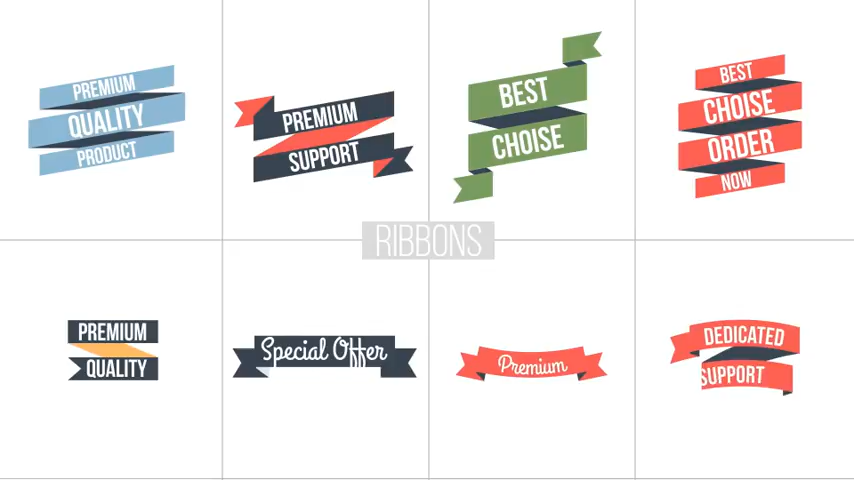 PREMIUM
QUALITY
PRODUCT
PREMIUM
SUPPORT
BEST
CHOISE
BEST
CHOISE
ORDER
NOW
RIBBONS
PREMIUM
QUALITY
Special Offer
Premium
DEDICATED
SUPPORT